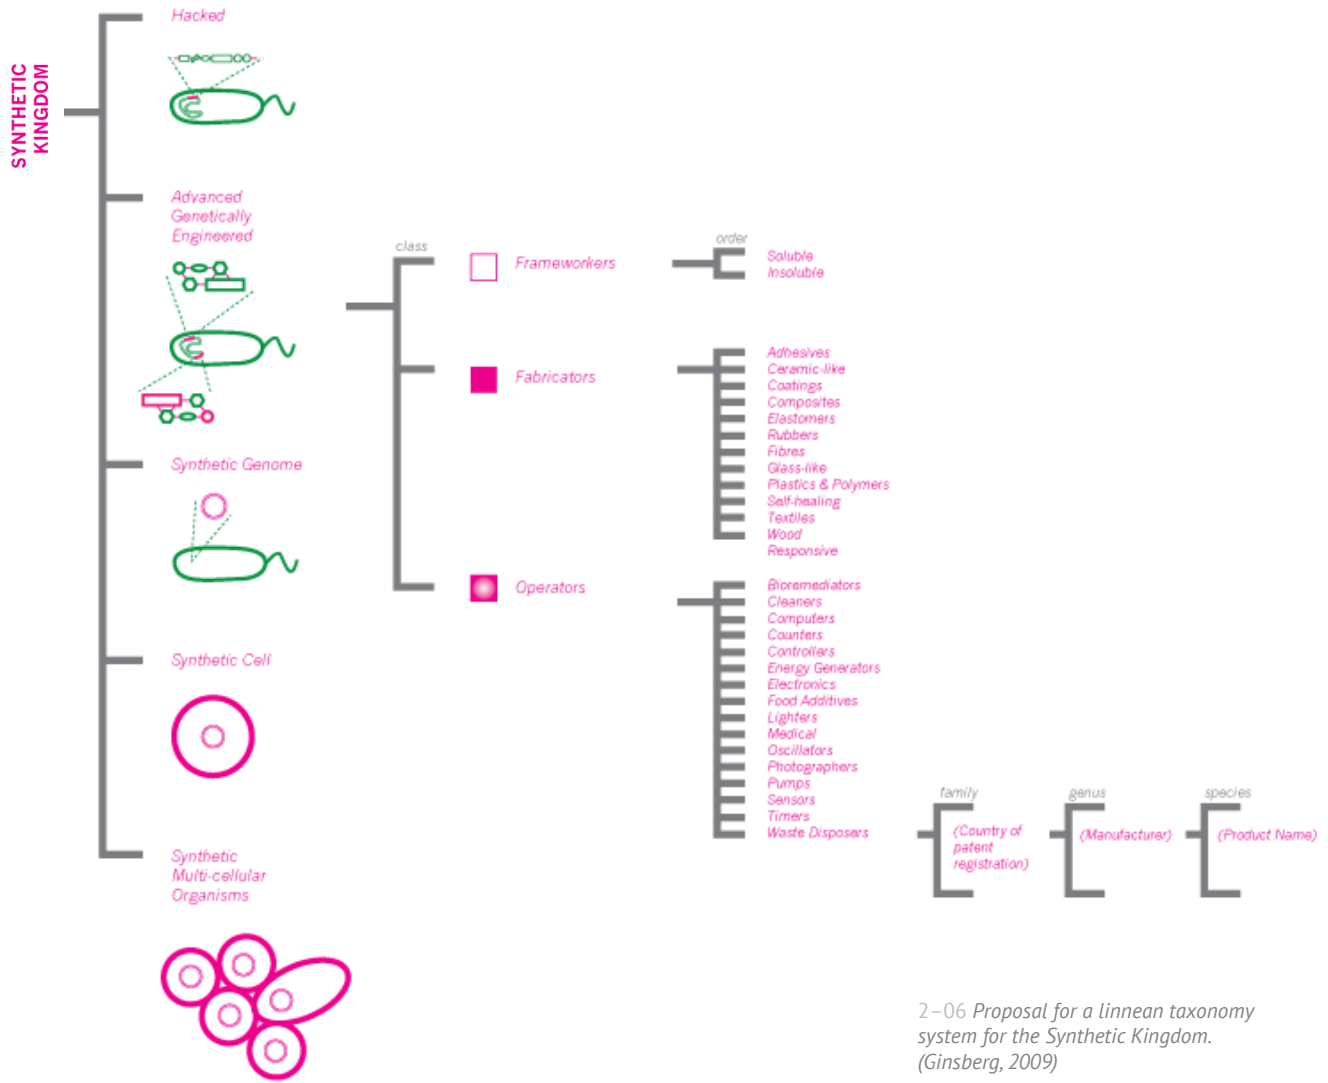 SYNTHETIC
KINGDOM
Hacked
Advanced
Genetically
Engineered
Synthetic Genome
Synthetic Cell
Synthetic
Multi-cellular
Organisms
class
Frameworkers
Fabricators
Operators
order
Soluble
Insoluble
Adhesives
Ceramic-like
Coatings
Composites
Elastomers
Rubbers
Fibres
Glass-like
Plastics & Polymers
Self-healing
Textiles
Wood
Responsive
Bioremediators
Cleaners
Computers
Counters
Controllers
Energy Generators
Electronics
Food Additives
Lighters
Medical
Oscillators
Photographers
Pumps
Sensors
Timers
Waste Disposers
family
(Country of
patent
registration)
genus
(Manufacturer)
species
(Product Name)
2–06 Proposal for a linnean taxonomy
system for the Synthetic Kingdom.
(Ginsberg, 2009)